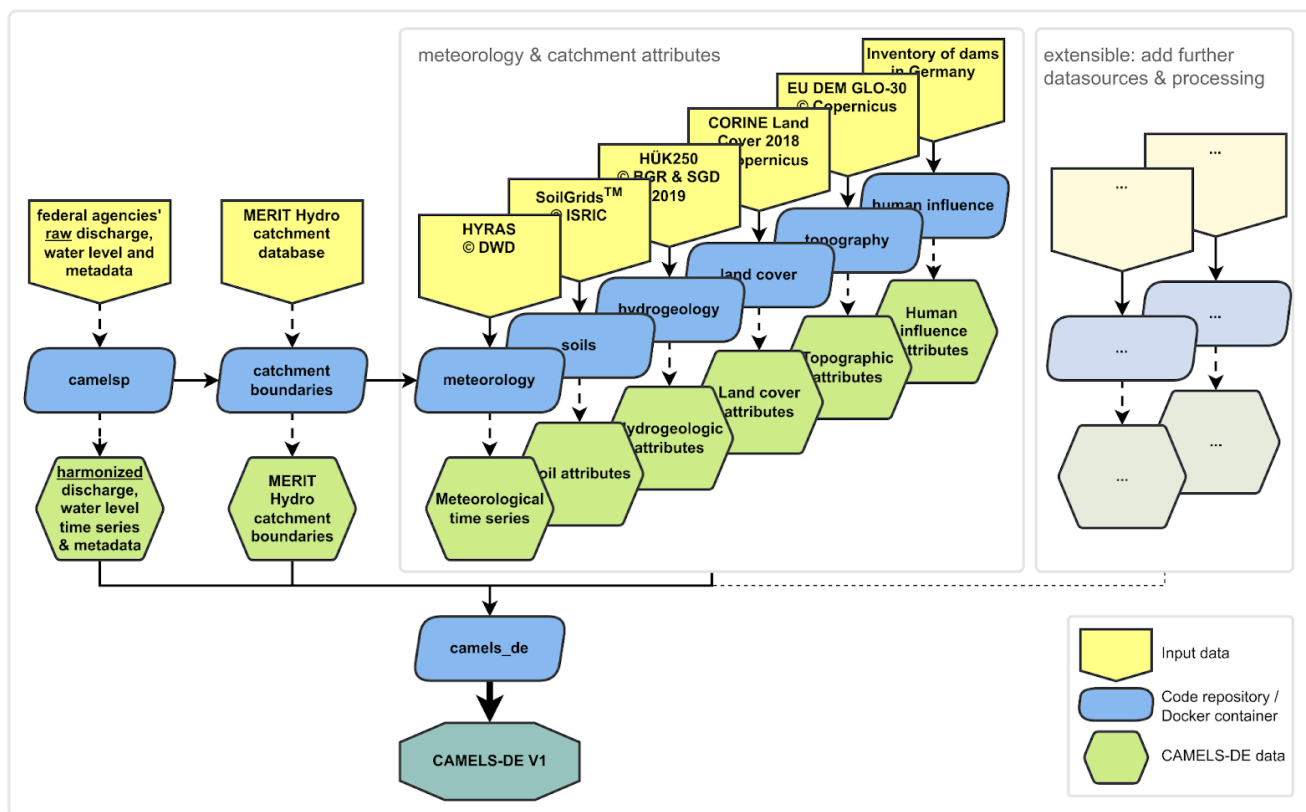 meteorology & catchment attributes
extensible: add further
datasources & processing
Inventory of dams
in Germany
EU DEM GLO-30
© Copernicus
CORINE Land
Cover 2018
HÜK250
© BGR & SGD
2019
SoilGrids™
ISRIC
HYRAS
© DWD
federal agencies'
raw discharge,
water level and
metadata
MERIT Hydro
catchment
database
...
...
human influence
topography
land cover
hydrogeology
soils
meteorology
camelsp
catchment
boundaries
...
...
Human
influence
attributes
Topographic
attributes
Land cover
attributes
Hydrogeologic
attributes
attributes
Meteorological
time series
harmonized
discharge,
water level
time series
& metadata
MERIT
Hydro
catchment
boundaries
...
...
camels_de
CAMELS-DE V1
Input data
Code repository /
Docker container
CAMELS-DE data